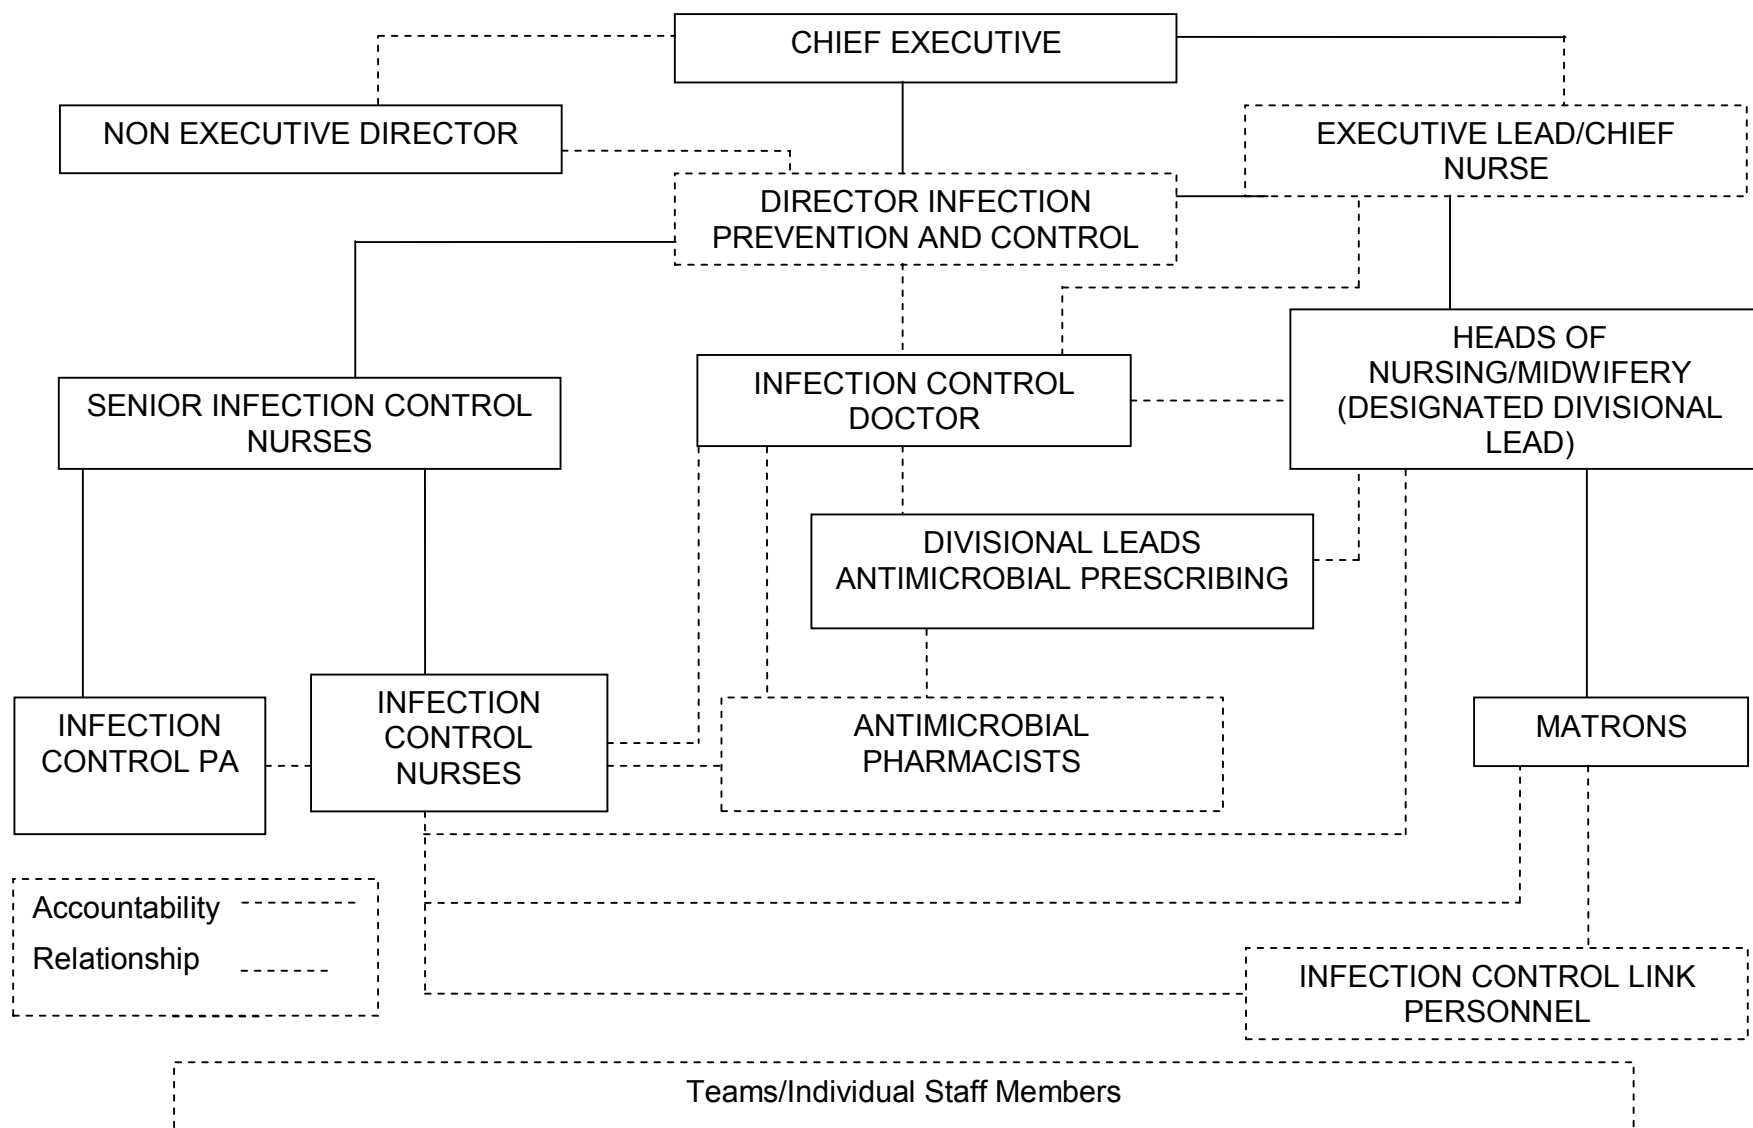 CHIEF EXECUTIVE
NON EXECUTIVE DIRECTOR
EXECUTIVE LEAD/CHIEF
NURSE
DIRECTOR INFECTION
PREVENTION AND CONTROL
HEADS OF
NURSING/MIDWIFERY
(DESIGNATED DIVISIONAL
LEAD)
SENIOR INFECTION CONTROL
NURSES
INFECTION CONTROL
DOCTOR
DIVISIONAL LEADS
ANTIMICROBIAL PRESCRIBING
INFECTION
CONTROL PA
INFECTION
CONTROL
NURSES
ANTIMICROBIAL
PHARMACISTS
MATRONS
Accountability
Relationship
INFECTION CONTROL LINK
PERSONNEL
Teams/Individual Staff Members